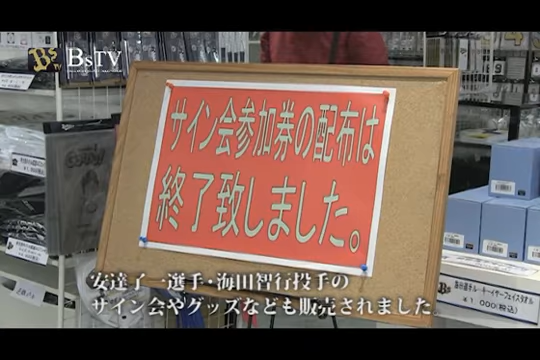 Bs TV
BsTV
サイン会参加券の配布は
終了致しました。
安達了一選手・海田智行投手の
サイン会やグッズなども販売されました
￥1,000(税込)